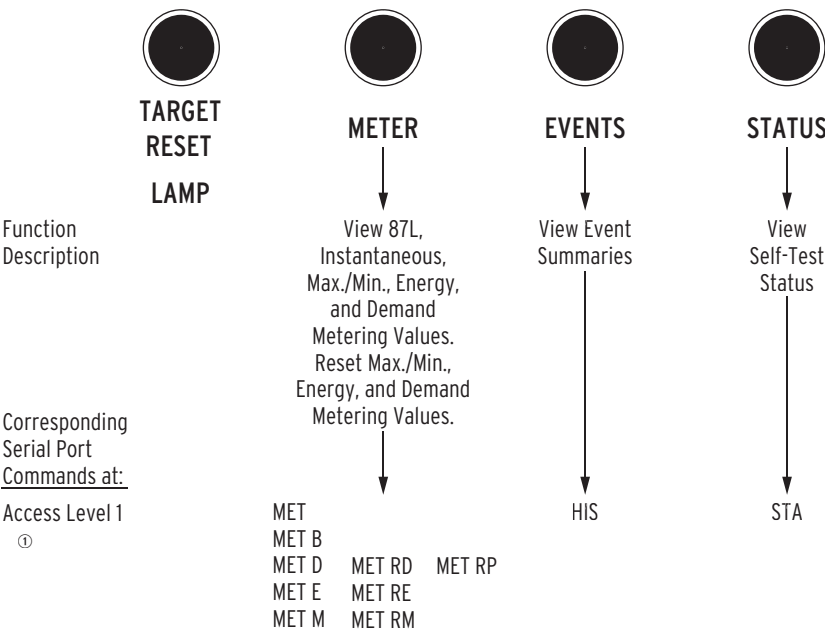 TARGET
RESET
LAMP
METER
EVENTS
STATUS
Function
Description
View 87L,
Instantaneous,
Max./Min., Energy,
and Demand
Metering Values.
Reset Max./Min.,
Energy, and Demand
Metering Values.
View Event
Summaries
View
Self-Test
Status
Corresponding
Serial Port
Commands at:
Access Level 1
①
MET
MET B
MET D MET RD MET RP
MET E MET RE
MET M MET RM
HIS
STA